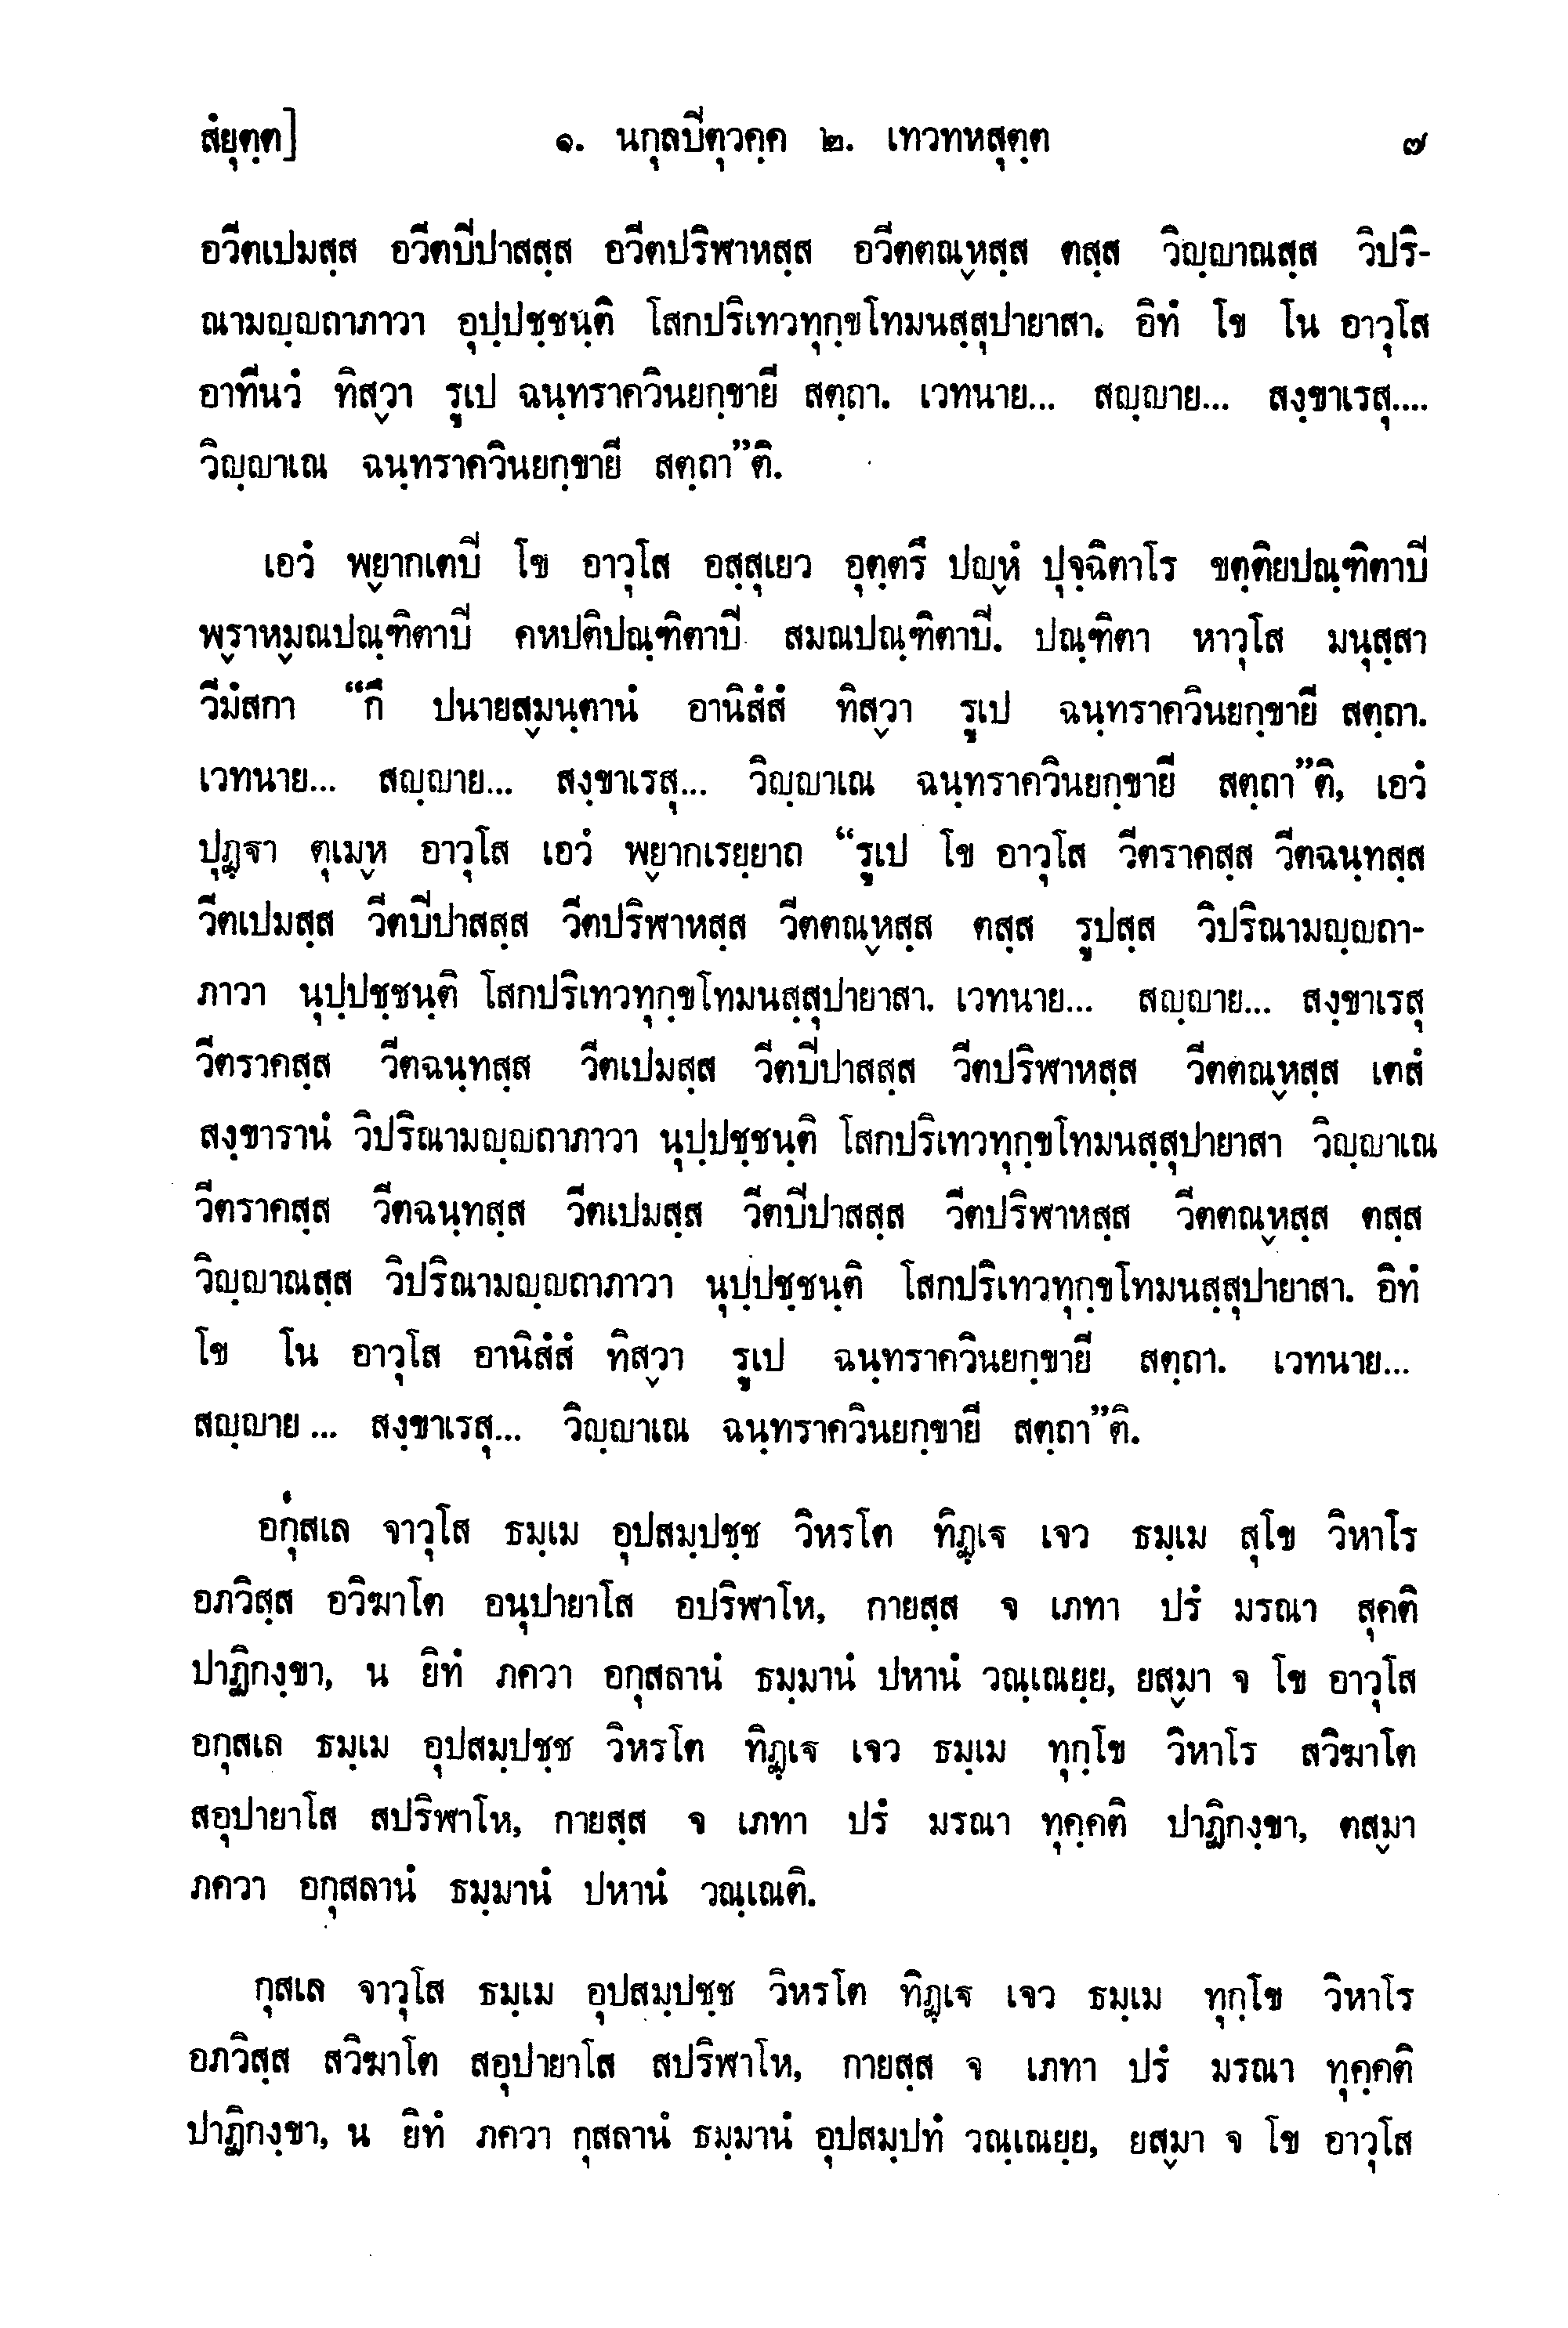 สํยุตฺต]	๑. นกุลปิตุวคฺค ๒. เทวทหสุตฺต	๗
อวีตเปมสฺส อวีตปิปาสสฺส อวีตปริฬาหสฺส อวีตตณ๎หสฺส ตสฺส วิญฺญาณสฺส วิปริ-
ณามญฺญถาภาวา อุปฺปชฺชนฺติ โสกปริเทวทุกฺขโทมนสฺสุปายาสา. อิทํ โข โน อาวุโส
อาทีนวํ ทิส๎วา รูเป ฉนฺทราควินยกฺขายี สตฺถา. เวทนาย... สญฺญาย... สงฺขาเรสุ....
วิญฺญาเณ ฉนฺทราควินยกฺขายี สตฺถา”ติ.
เอวํ พ๎ยากเตปิ โข อาวุโส อสฺสุเยว อุตฺตรึ ปญ๎หํ ปุจฺฉิตาโร ขตฺติยปณฺฑิตาปิ
พ๎ราห๎มณปณฺฑิตาปิ คหปติปณฺฑิตาปิ สมณปณฺฑิตาปิ. ปณฺฑิตา หาวุโส มนุสฺสา
วีมํสกา “กึ ปนายส๎มนฺตานํ อานิสํสํ ทิส๎วา รูเป ฉนฺทราควินยกฺขายี สตฺถา.
เวทนาย... สญฺญาย... สงฺขาเรสุ... วิญฺญาเณ ฉนฺทราควินยกฺขายี สตฺถา”ติ, เอวํ
ปุฏฺฐา ตุเม๎ห อาวุโส เอวํ พ๎ยากเรยฺยาถ “รูเป โข อาวุโส วีตราคสฺส วีตฉนฺทสฺส
วีตเปมสฺส วีตปิปาสสฺส วีตปริฬาหสฺส วีตตณ๎หสฺส ตสฺส รูปสฺส วิปริณามญฺญถา-
ภาวา นุปฺปชฺชนฺติ โสกปริเทวทุกฺขโทมนสฺสุปายาสา. เวทนาย... สญฺญาย... สงฺขาเรสุ
วีตราคสฺส วีตฉนฺทสฺส วีตเปมสฺส วีตปิปาสสฺส วีตปริฬาหสฺส วีตตณ๎หสฺส เตสํ
สงฺขารานํ วิปริณามญฺญถาภาวา นุปฺปชฺชนฺติ โสกปริเทวทุกฺขโทมนสฺสุปายาสา วิญฺญาเณ
วีตราคสฺส วีตฉนฺทสฺส วีตเปมสฺส วีตปิปาสสฺส วีตปริฬาหสฺส วีตตณ๎หสฺส ตสฺส
วิญฺญาณสฺส วิปริณามญฺญถาภาวา นุปฺปชฺชนฺติ โสกปริเทวทุกฺขโทมนสฺสุปายาสา. อิทํ
โข โน อาวุโส อานิสํสํ ทิส๎วา รูเป ฉนฺทราควินยกฺขายี สตฺถา. เวทนาย...
สญฺญาย... สงฺขาเรสุ... วิญฺญาเณ ฉนฺทราควินยกฺขายี สตฺถา”ติ.
อกุสเล จาวุโส ธมฺเม อุปสมฺปชฺช วิหรโต ทิฏฺเฐ เจว ธมฺเม สุโข วิหาโร
อภวิสฺส อวิฆาโต อนุปายาโส อปริฬาโห, กายสฺส จ เภทา ปรํ มรณา สุคติ
ปาฏิกงฺขา, น ยิทํ ภควา อกุสลานํ ธมฺมานํ ปหานํ วณฺเณยฺย, ยส๎มา จ โข อาวุโส
อกุสเล ธมฺเม อุปสมฺปชฺช วิหรโต ทิฏฺเฐ เจว ธมฺเม ทุกฺโข วิหาโร สวิฆาโต
สอุปายาโส สปริฬาโห, กายสฺส จ เภทา ปรํ มรณา ทุคฺคติ ปาฏิกงฺขา, ตส๎มา
ภควา อกุสลานํ ธมฺมานํ ปหานํ วณฺเณติ.
กุสเล จาวุโส ธมฺเม อุปสมฺปชฺช วิหรโต ทิฏฺเฐ เจว ธมฺเม ทุกฺโข วิหาโร
อภวิสฺส สวิฆาโต สอุปายาโส สปริฬาโห, กายสฺส จ เภทา ปรํ มรณา ทุคฺคติ
ปาฏิกงฺขา, น ยิทํ ภควา กุสลานํ ธมฺมานํ อุปสมฺปทํ วณฺเณยฺย, ยส๎มา จ โข อาวุโส